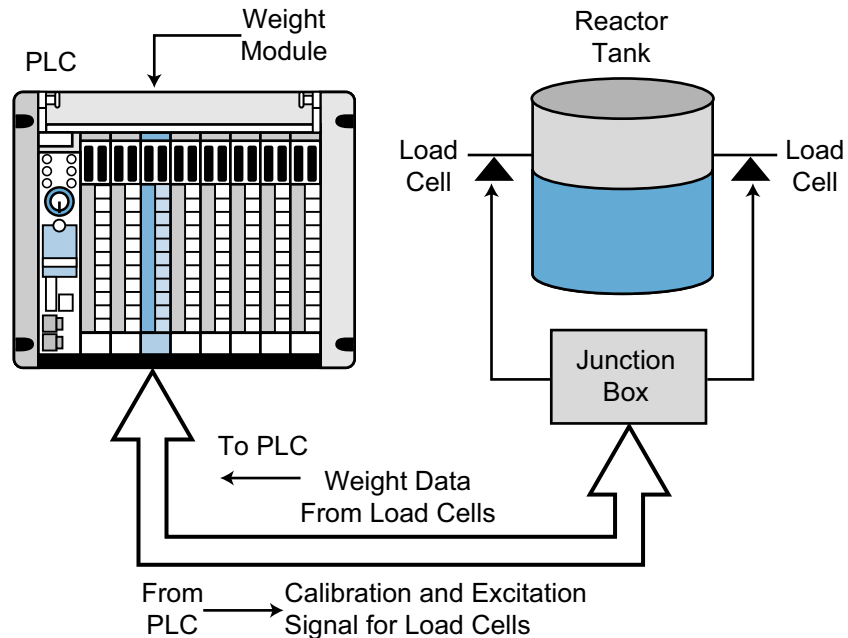 Weight
Module
PLC
Reactor
Tank
Load
Cell
Load
Cell
Junction
Box
To PLC
Weight Data
From Load Cells
From
PLC
Calibration and Excitation
Signal for Load Cells